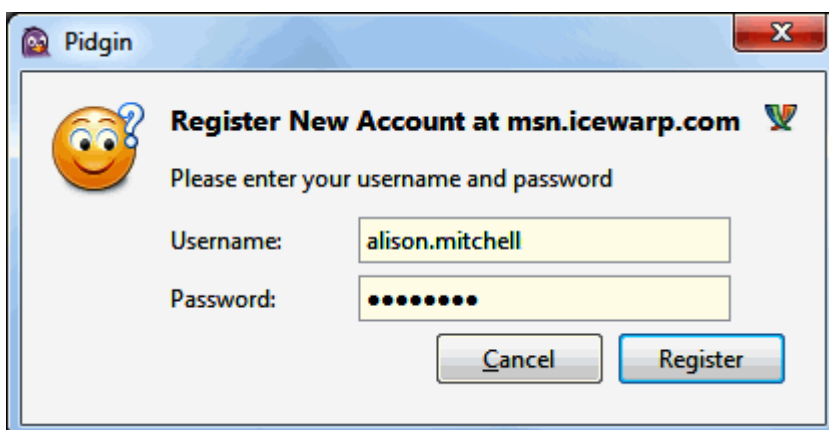 Pidgin
Register New Account at msn.icewarp.com
Please enter your username and password
Username: alison.mitchell
Password: ●●●●●●●●
Cancel Register